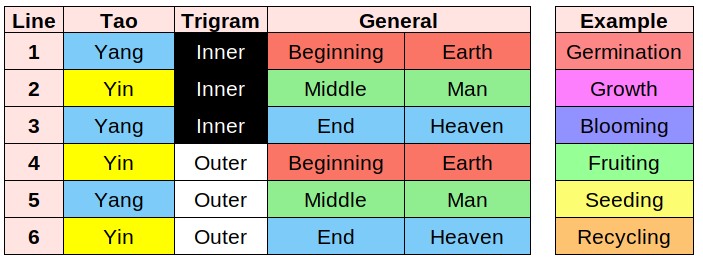 Line Tao Trigram General Example
1 Yang Inner Beginning Earth Germination
2 Yin Inner Middle Man Growth
3 Yang Inner End Heaven Blooming
4 Yin Outer Beginning Earth Fruiting
5 Yang Outer Middle Man Seeding
6 Yin Outer End Heaven Recycling